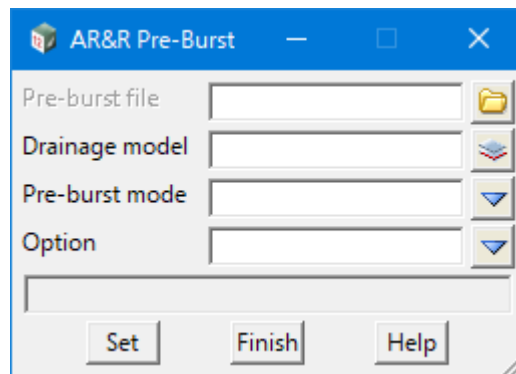 AR&R Pre-Burst
Pre-burst file
Drainage model
Pre-burst mode
Option
Set Finish Help